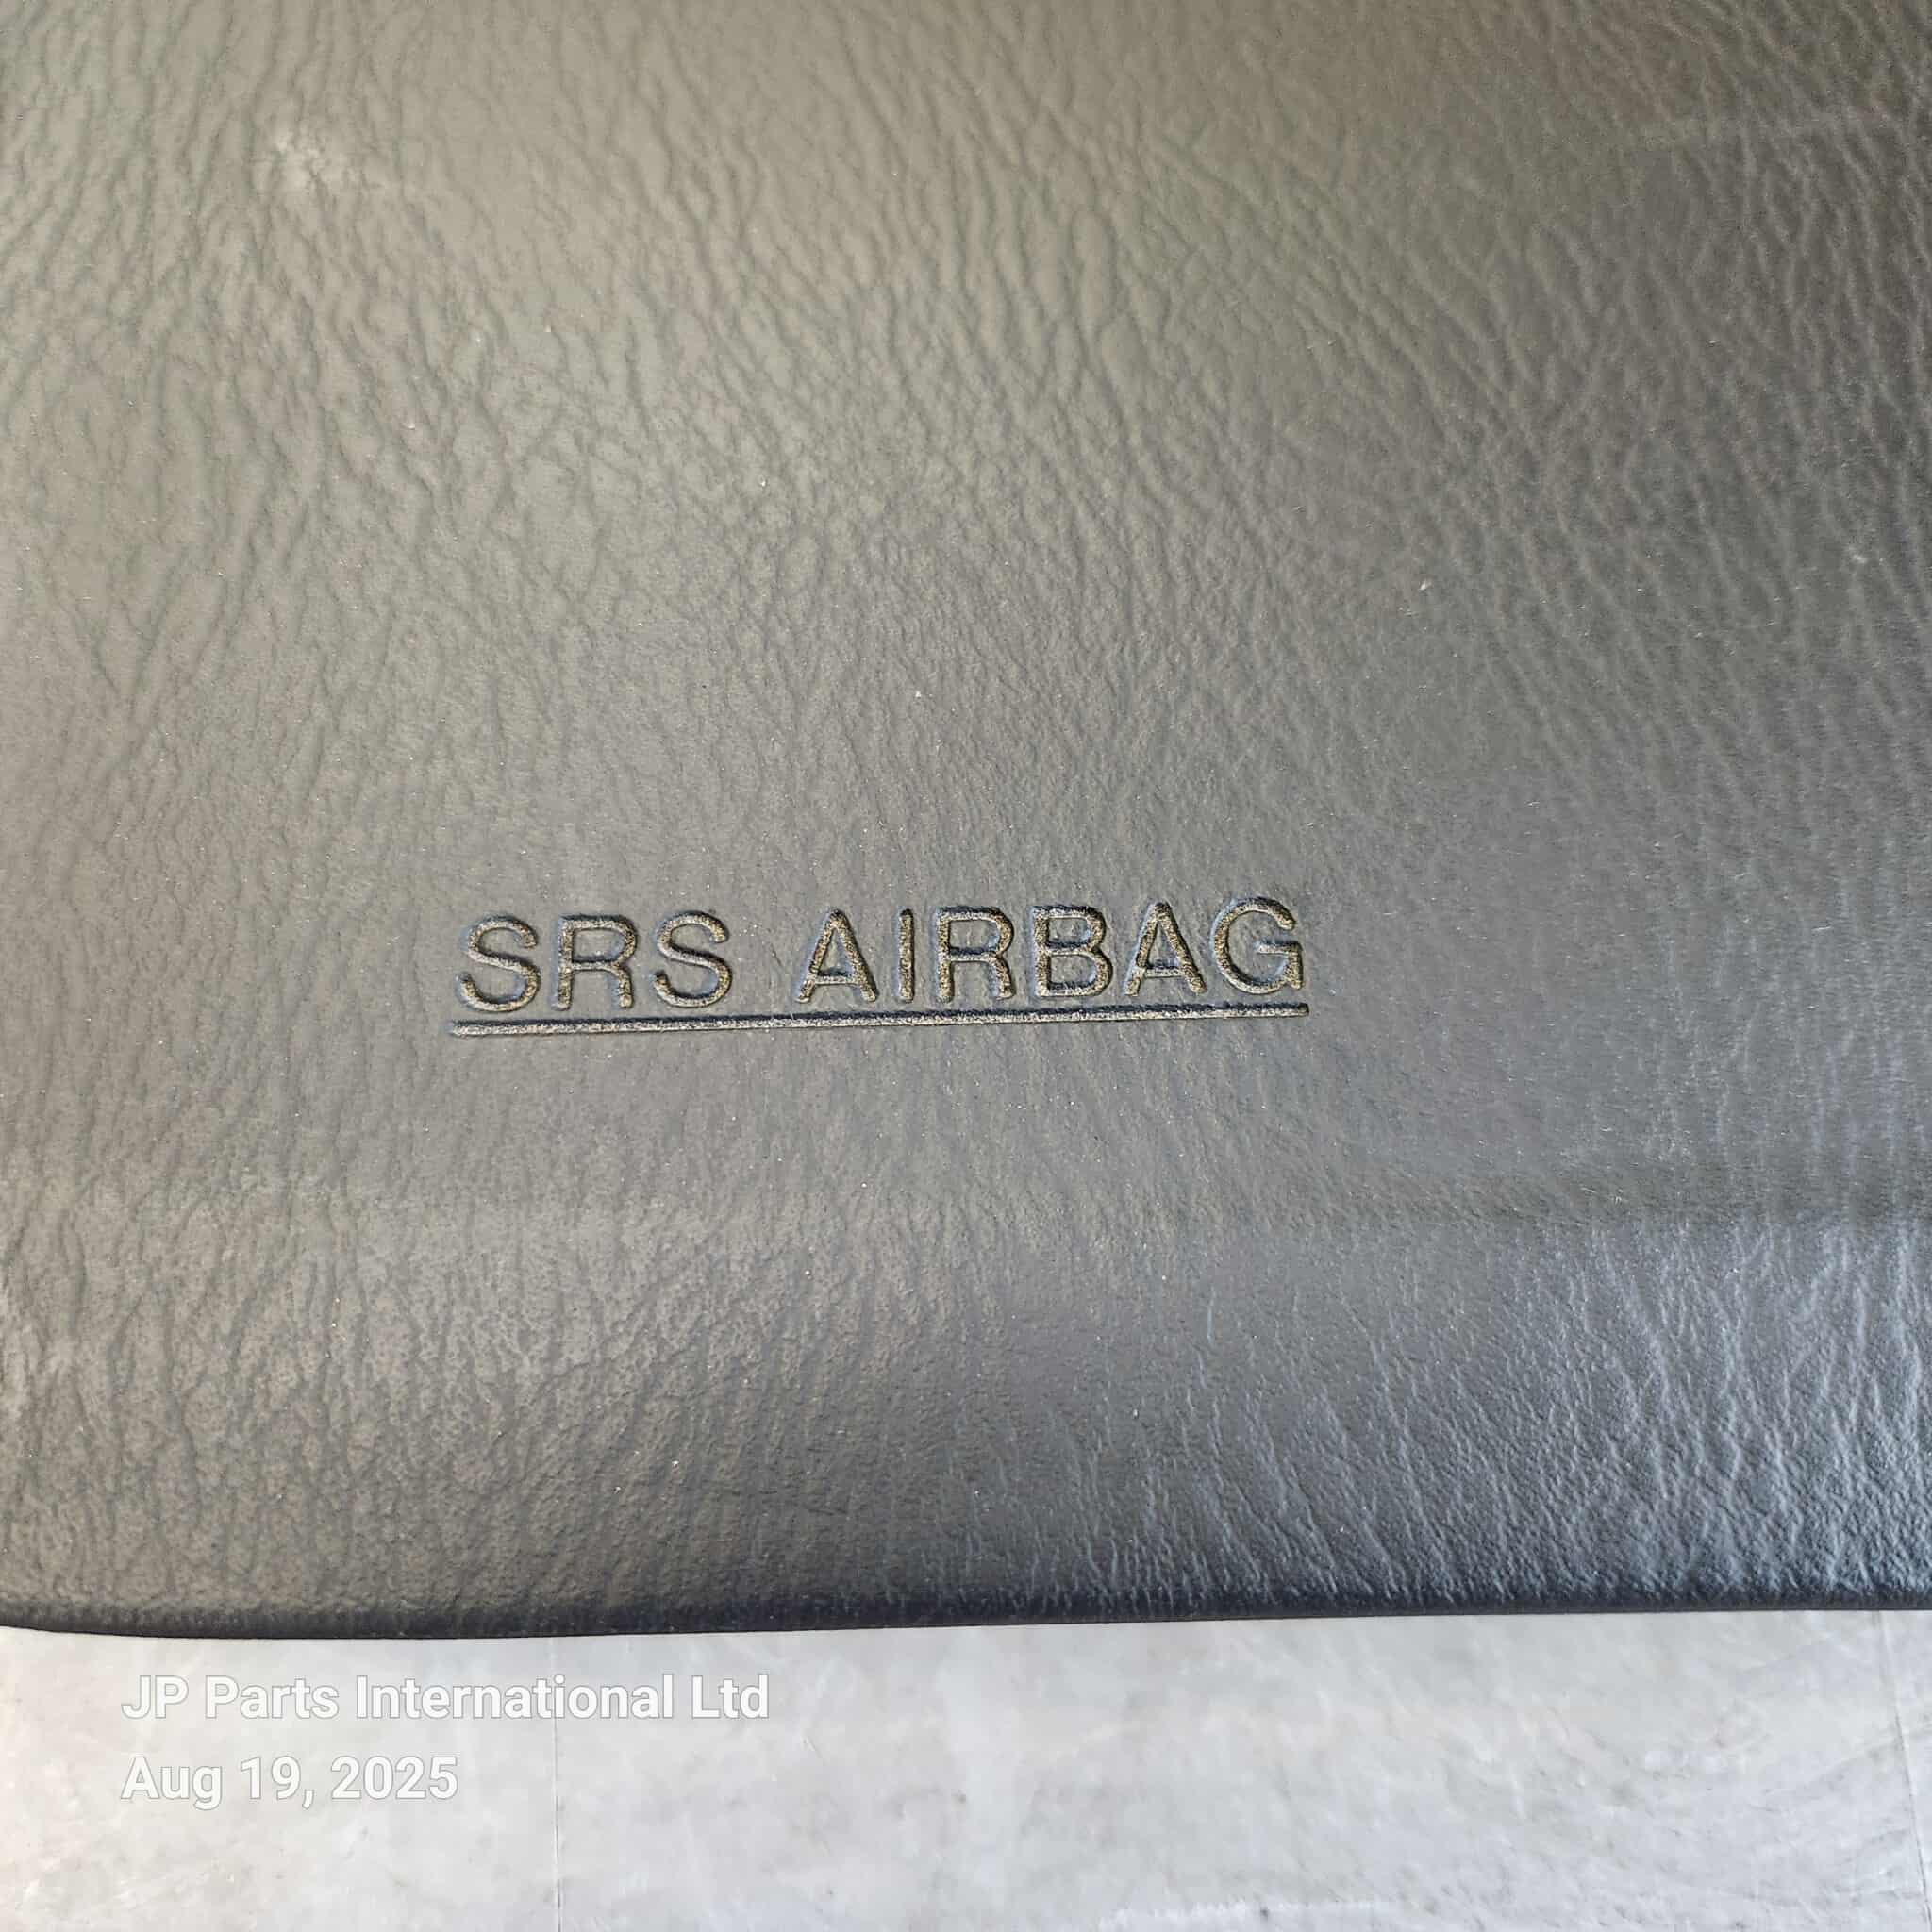 SRS AIRBAG
JP Parts International Ltd
Aug 19, 2025